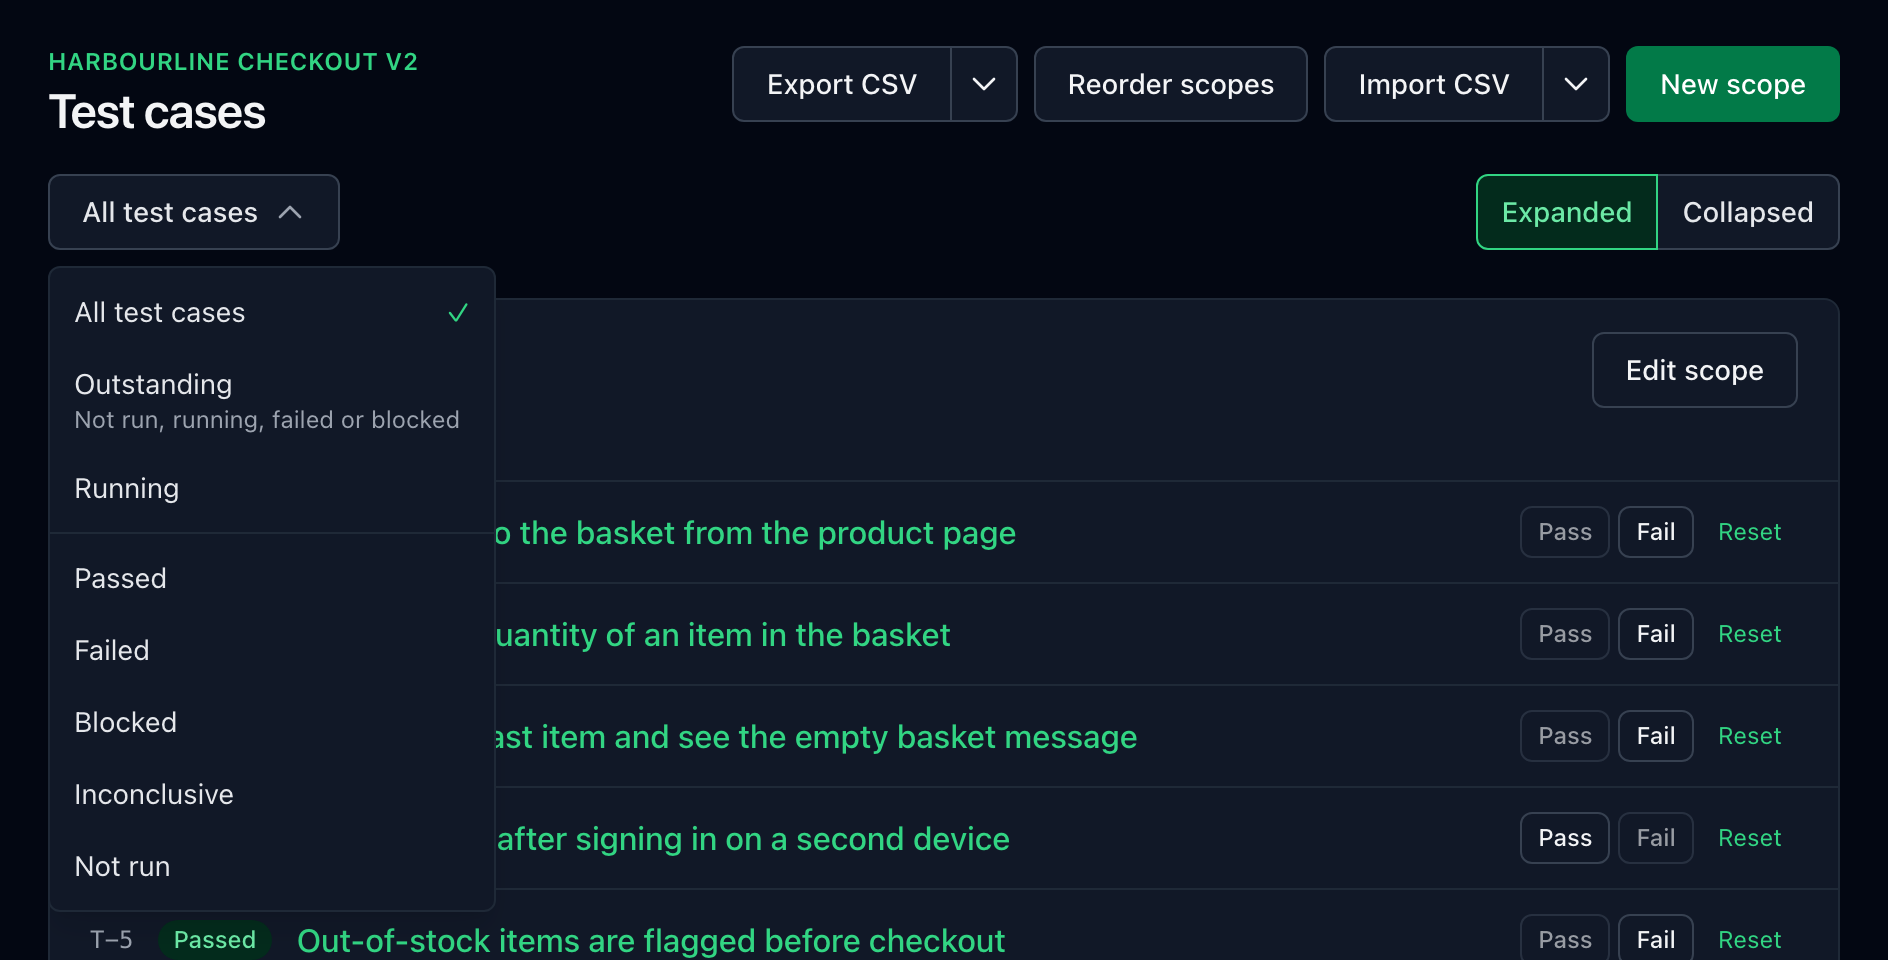 HARBOURLINE CHECKOUT V2
Test cases
Export CSV
Reorder scopes
Import CSV
New scope
All test cases
Expanded
Collapsed
All test cases
Outstanding
Not run, running, failed or blocked
Running
Passed
Failed
Blocked
Inconclusive
Not run
Edit scope
the basket from the product page
Pass Fail Reset
of an item in the basket
Pass Fail Reset
item and see the empty basket message
Pass Fail Reset
after signing in on a second device
Pass Fail Reset
T–5 Passed Out-of-stock items are flagged before checkout
Pass Fail Reset